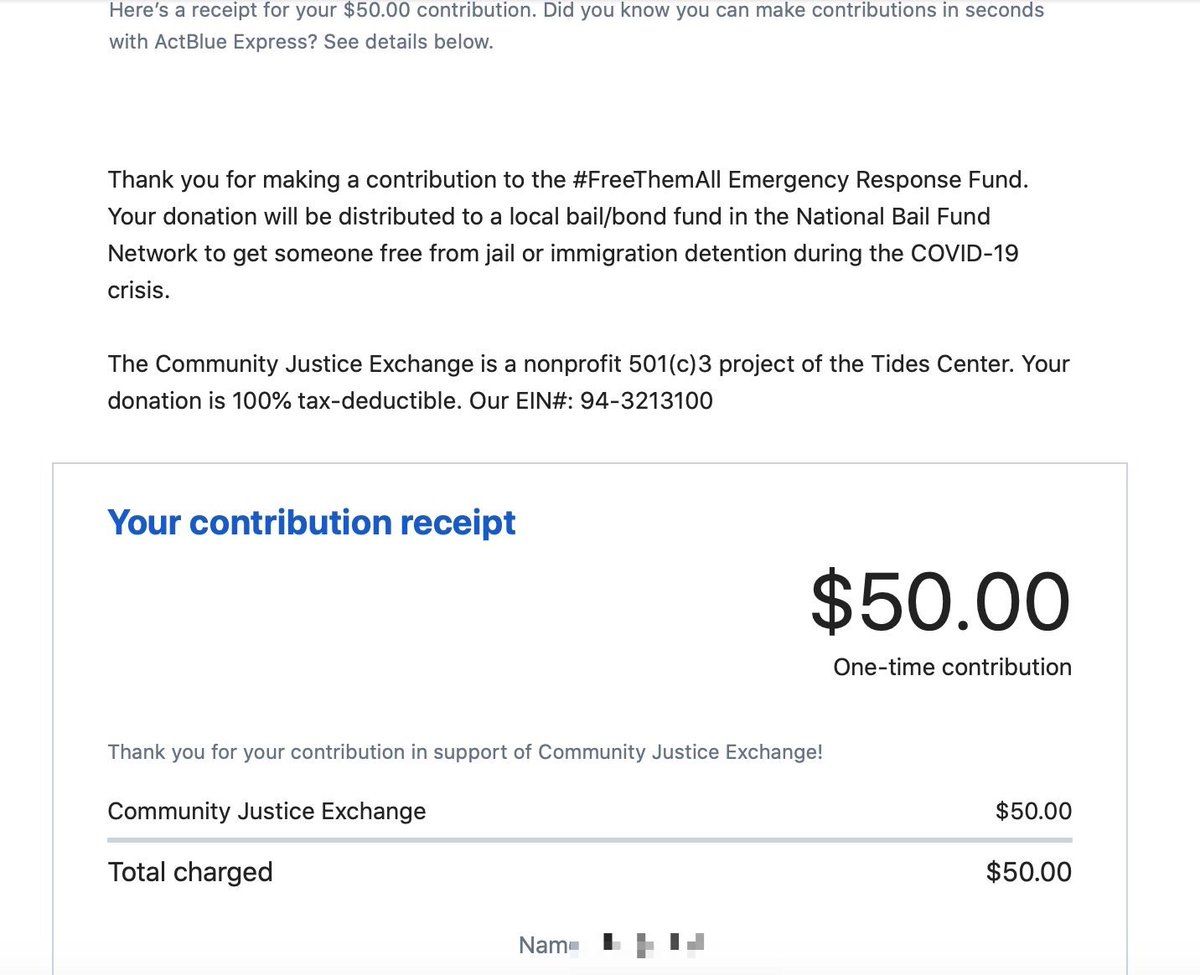 Here's a receipt for your $50.00 contribution. Did you know you can make contributions in seconds
with ActBlue Express? See details below.
Thank you for making a contribution to the #FreeThemAll Emergency Response Fund.
Your donation will be distributed to a local bail/bond fund in the National Bail Fund
Network to get someone free from jail or immigration detention during the COVID-19
crisis.
The Community Justice Exchange is a nonprofit 501(c)3 project of the Tides Center. Your
donation is 100% tax-deductible. Our EIN#: 94-3213100
Your contribution receipt
$50.00
One-time contribution
Thank you for your contribution in support of Community Justice Exchange!
Community Justice Exchange $50.00
Total charged $50.00